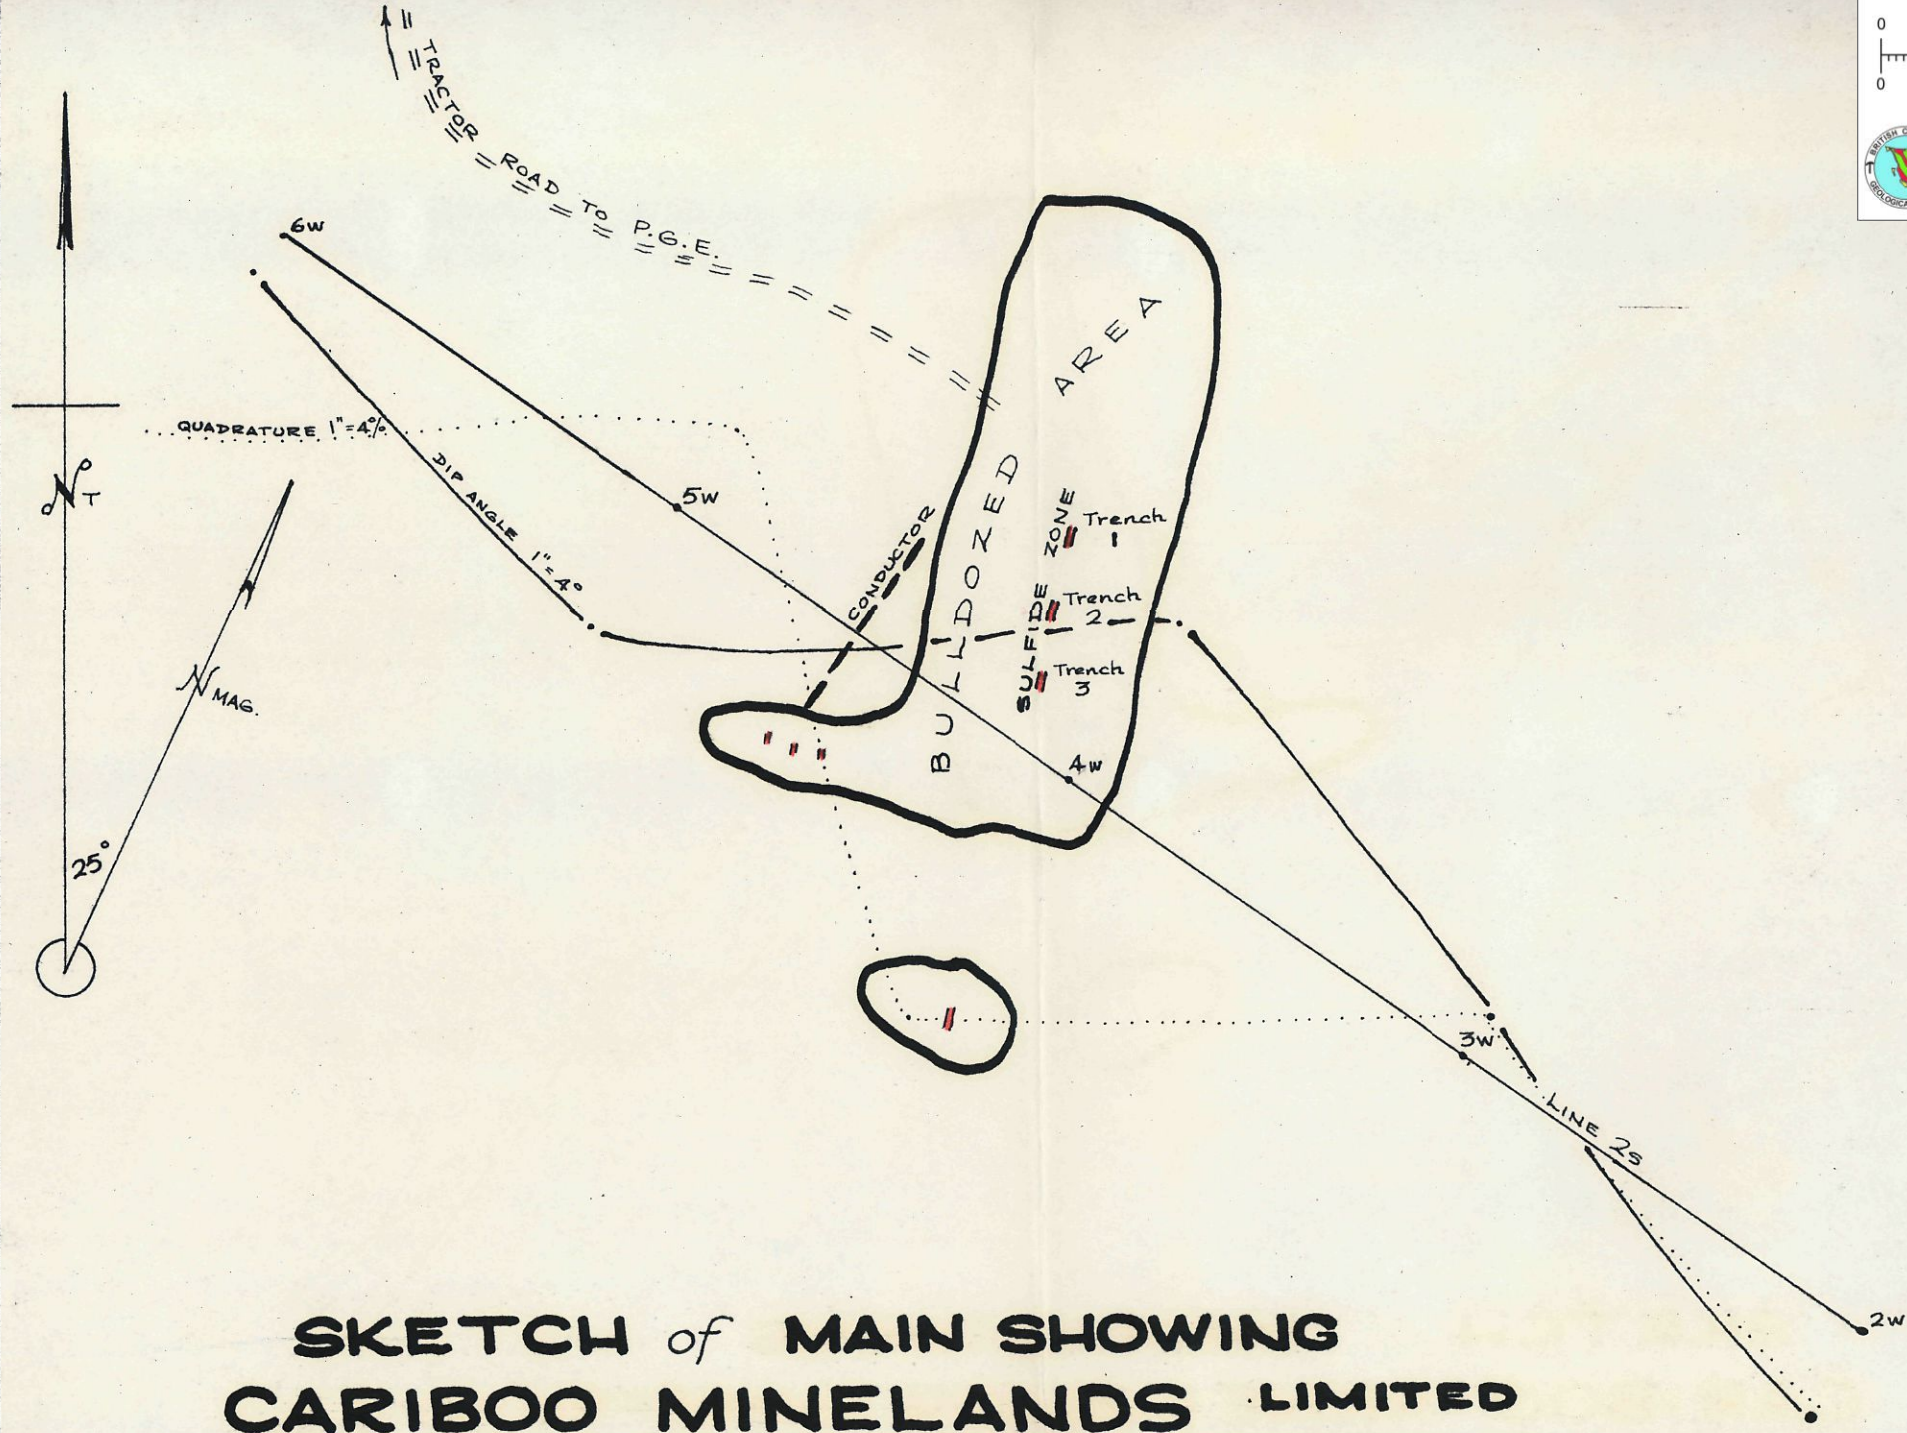 0
0
BRITISH C
GEOLOGICA
TRACTOR ROAD TO P.G.E.
6W
QUADRATURE 1"=4%
DIP ANGLE 1"=4°
5W
CONDUCTOR
BULLDOZED AREA
SULFIDE ZONE
Trench
1
Trench
2
Trench
3
N T
N MAG.
25°
4W
3W
LINE 2S
2W
SKETCH of MAIN SHOWING
CARIBOO MINELANDS LIMITED